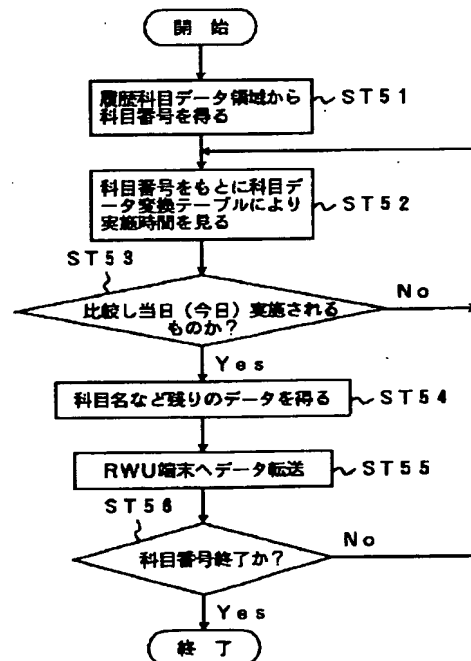 開始
履歴科目データ領域から
科目番号を得る
ST51
科目番号をもとに科目デ
ータ変換テーブルにより
実施時間を見る
ST52
ST53
比較し当日（今日）実施される
ものか？
No
Yes
科目名など残りのデータを得る
ST54
RWU端末へデータ転送
ST55
ST56
科目番号終了か？
No
Yes
終了